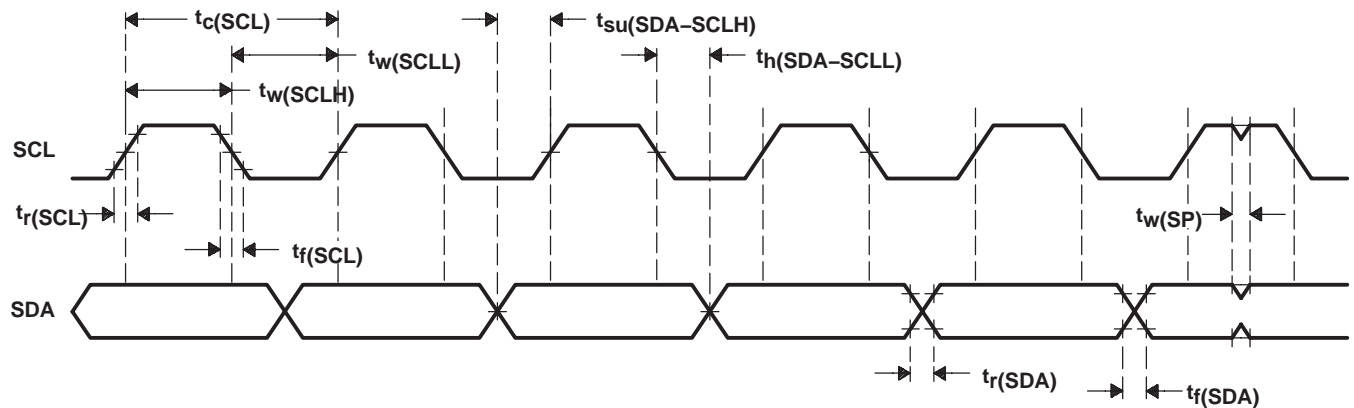 tc(SCL)
tsu(SDA–SCLH)
tw(SCLL)
th(SDA–SCLL)
tw(SCLH)
SCL
tr(SCL)
tw(SP)
tf(SCL)
SDA
tr(SDA)
tf(SDA)